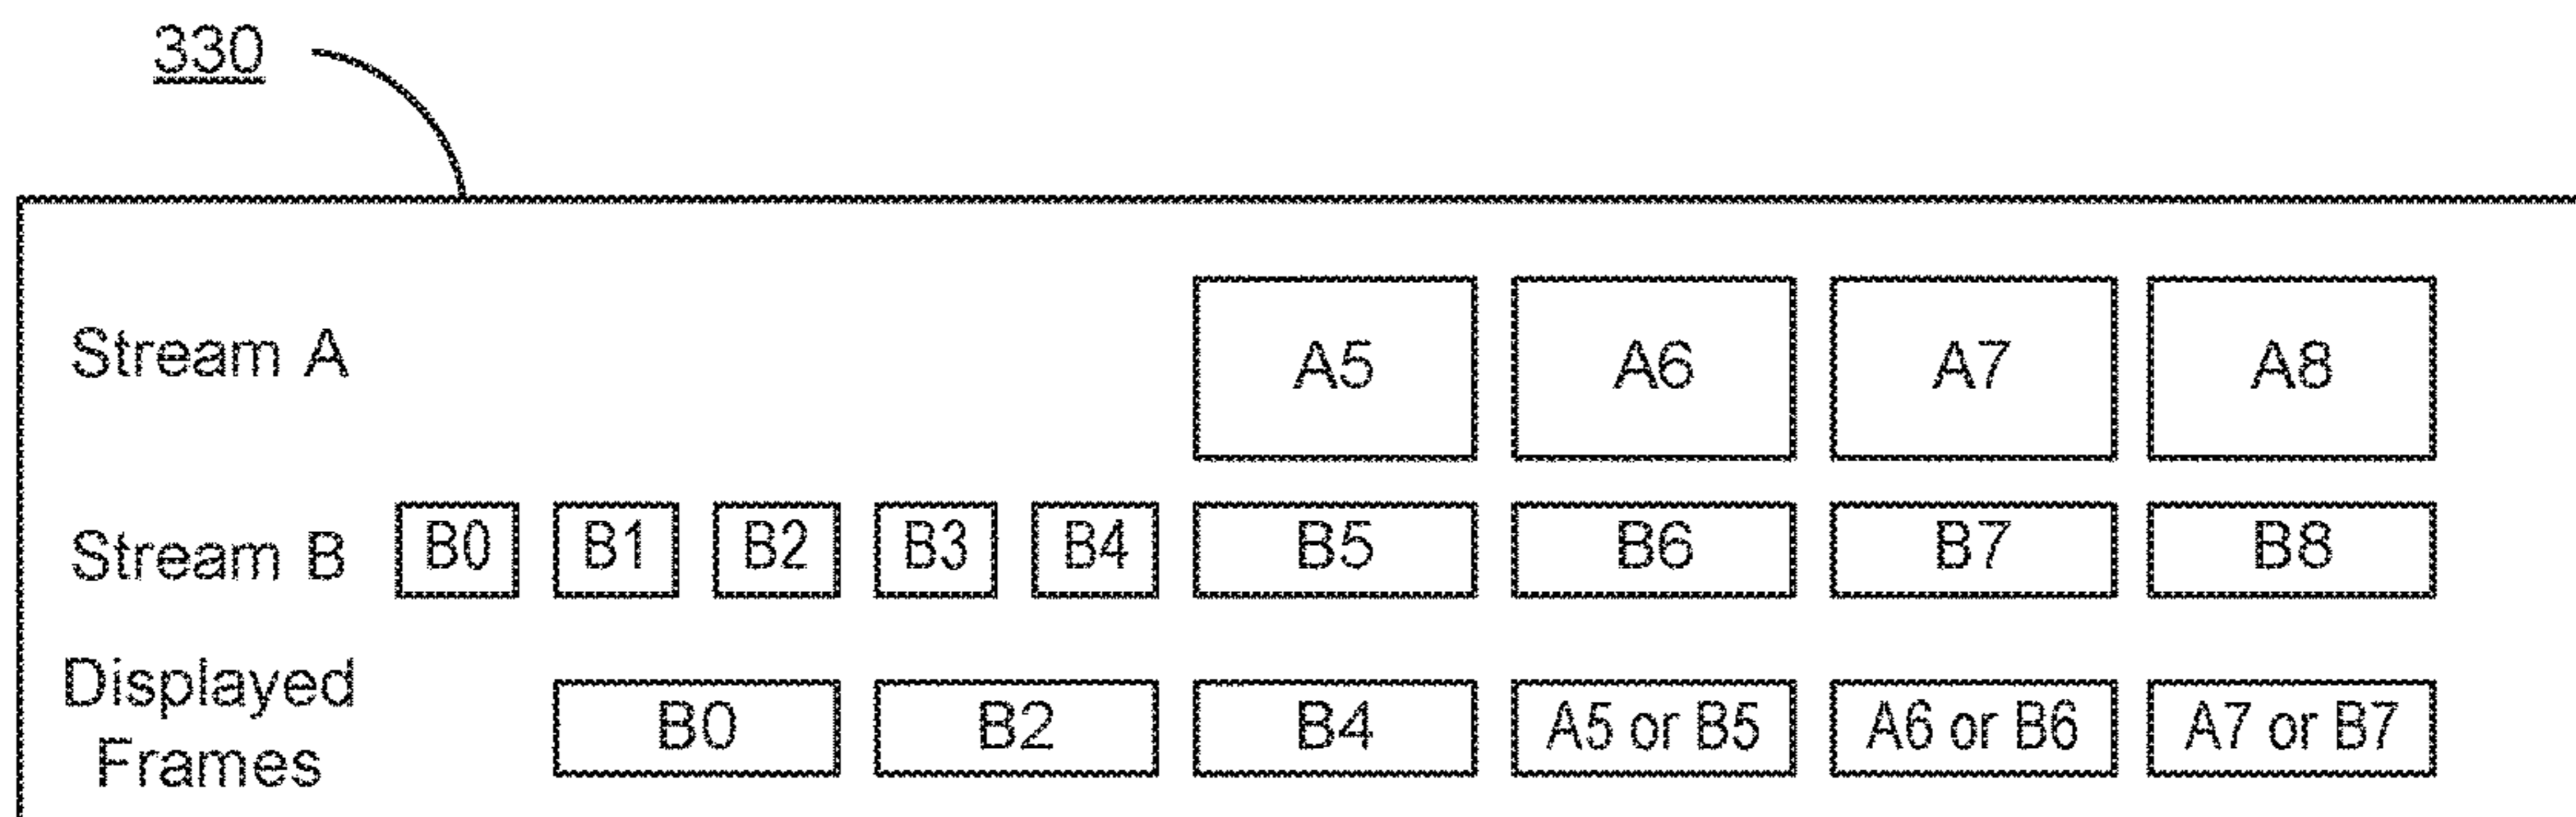 330
Stream A A5 A6 A7 A8
Stream B B0 B1 B2 B3 B4 B5 B6 B7 B8
Displayed
Frames B0 B2 B4 A5 or B5 A6 or B6 A7 or B7